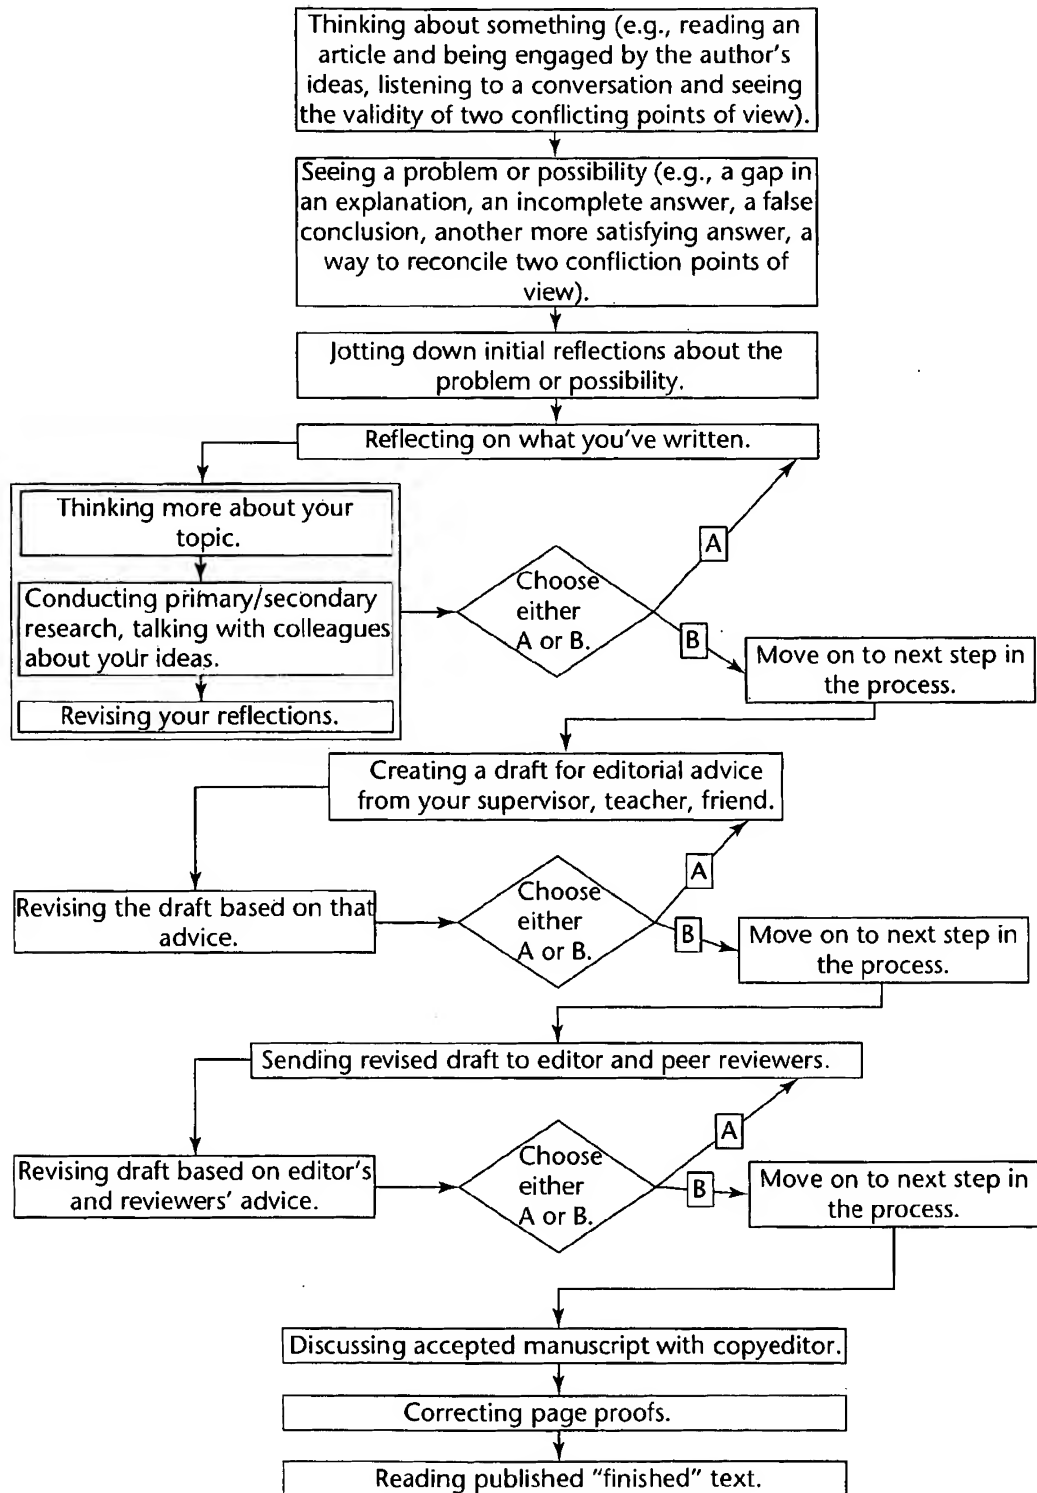 Thinking about something (e.g., reading an
article and being engaged by the author's
ideas, listening to a conversation and seeing
the validity of two conflicting points of view).
Seeing a problem or possibility (e.g., a gap in
an explanation, an incomplete answer, a false
conclusion, another more satisfying answer, a
way to reconcile two confliction points of
view).
Jotting down initial reflections about the
problem or possibility.
Reflecting on what you've written.
Thinking more about your
topic.
Conducting primary/secondary
research, talking with colleagues
about your ideas.
Revising your reflections.
Choose
either
A or B.
A
B
Move on to next step in
the process.
Creating a draft for editorial advice
from your supervisor, teacher, friend.
Revising the draft based on that
advice.
Choose
either
A or B.
A
B
Move on to next step in
the process.
Sending revised draft to editor and peer reviewers.
Revising draft based on editor's
and reviewers' advice.
Choose
either
A or B.
A
B
Move on to next step in
the process.
Discussing accepted manuscript with copyeditor.
Correcting page proofs.
Reading published "finished" text.